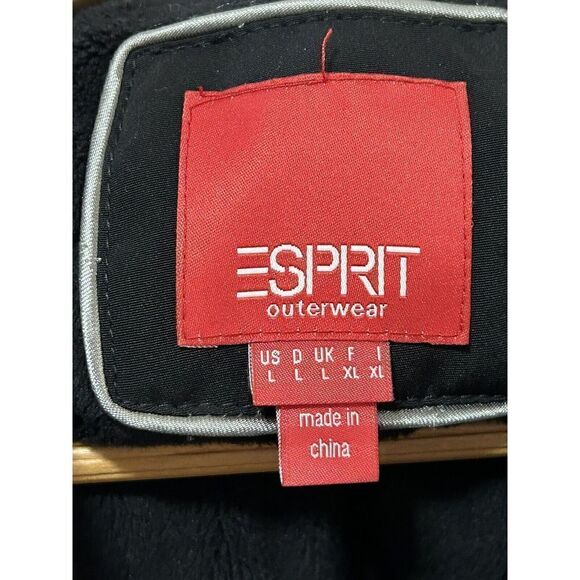 ESPRIT
outerwear
US D UK F I
L L L XL XL
made in
china